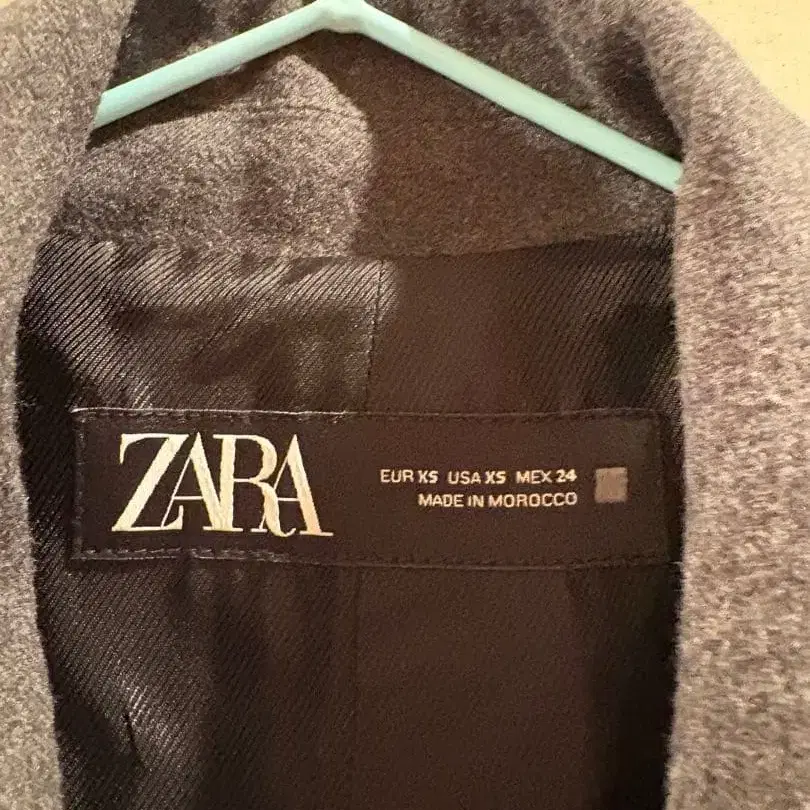 ZARA
EUR XS USA XS MEX 24
MADE IN MOROCCO